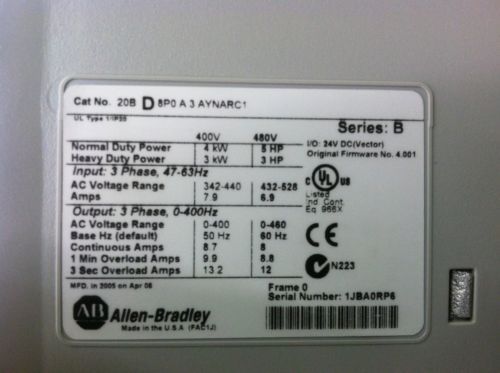 Cat No. 20B D 8P0 A 3 AYNARC1
UL Type 1/IP20
Series: B
400V 480V
Normal Duty Power 4 kW 5 HP
Heavy Duty Power 3 kW 3 HP
I/O: 24V DC(Vector)
Original Firmware No. 4.001
Input: 3 Phase, 47-63Hz
AC Voltage Range 342-440 432-528
Amps 7.9 6.9
C UL US
Listed
Ind. Cont.
Eq. 966X
Output: 3 Phase, 0-400Hz
AC Voltage Range 0-400 0-460
Base Hz (default) 50 Hz 60 Hz
Continuous Amps 8.7 8
1 Min Overload Amps 9.9 8.8
3 Sec Overload Amps 13.2 12
CE
N223
MFD. in 2005 on Apr 06
Frame 0
Serial Number: 1JBA0RP6
AB Allen-Bradley
Made in the U.S.A (FAC1J)